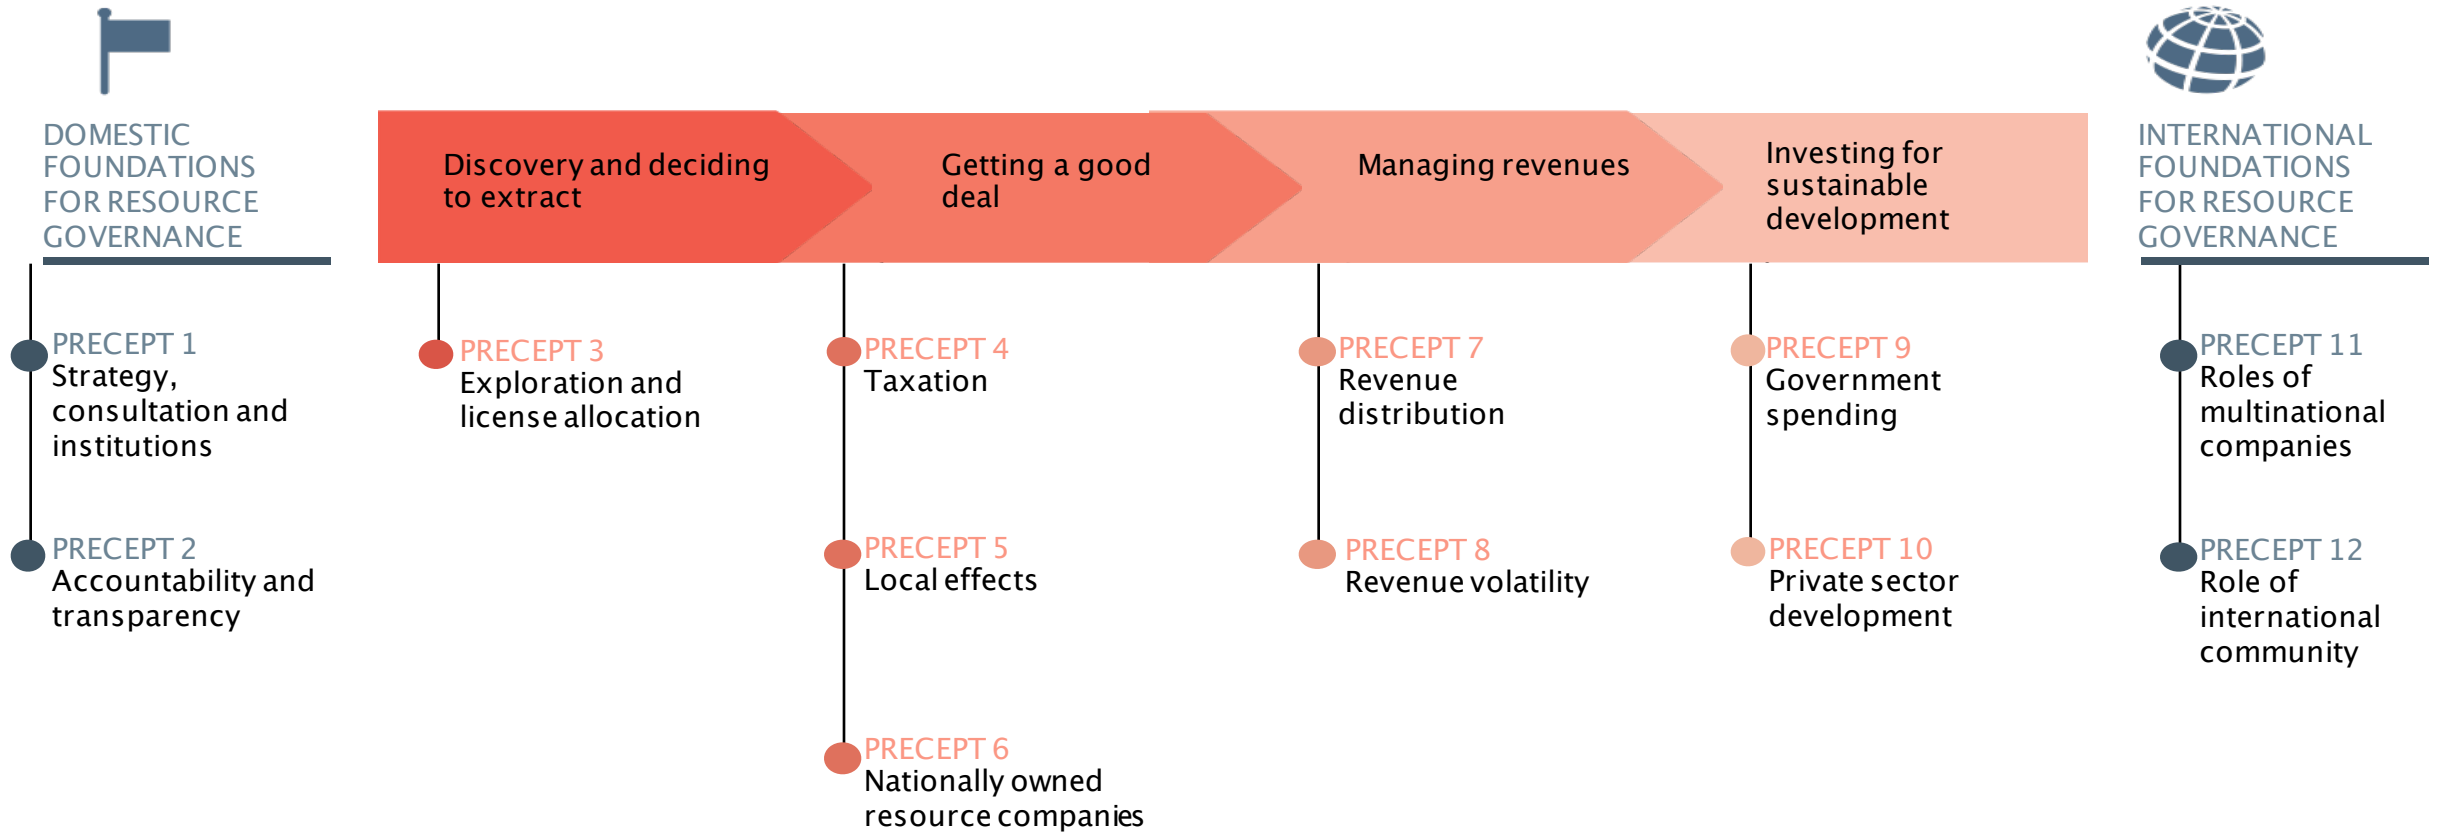 DOMESTIC
FOUNDATIONS
FOR RESOURCE
GOVERNANCE
PRECEPT 1
Strategy,
consultation and
institutions
PRECEPT 2
Accountability and
transparency
Discovery and deciding
to extract
PRECEPT 3
Exploration and
license allocation
Getting a good
deal
PRECEPT 4
Taxation
PRECEPT 5
Local effects
PRECEPT 6
Nationally owned
resource companies
Managing revenues
PRECEPT 7
Revenue
distribution
PRECEPT 8
Revenue volatility
Investing for
sustainable
development
PRECEPT 9
Government
spending
PRECEPT 10
Private sector
development
INTERNATIONAL
FOUNDATIONS
FOR RESOURCE
GOVERNANCE
PRECEPT 11
Roles of
multinational
companies
PRECEPT 12
Role of
international
community